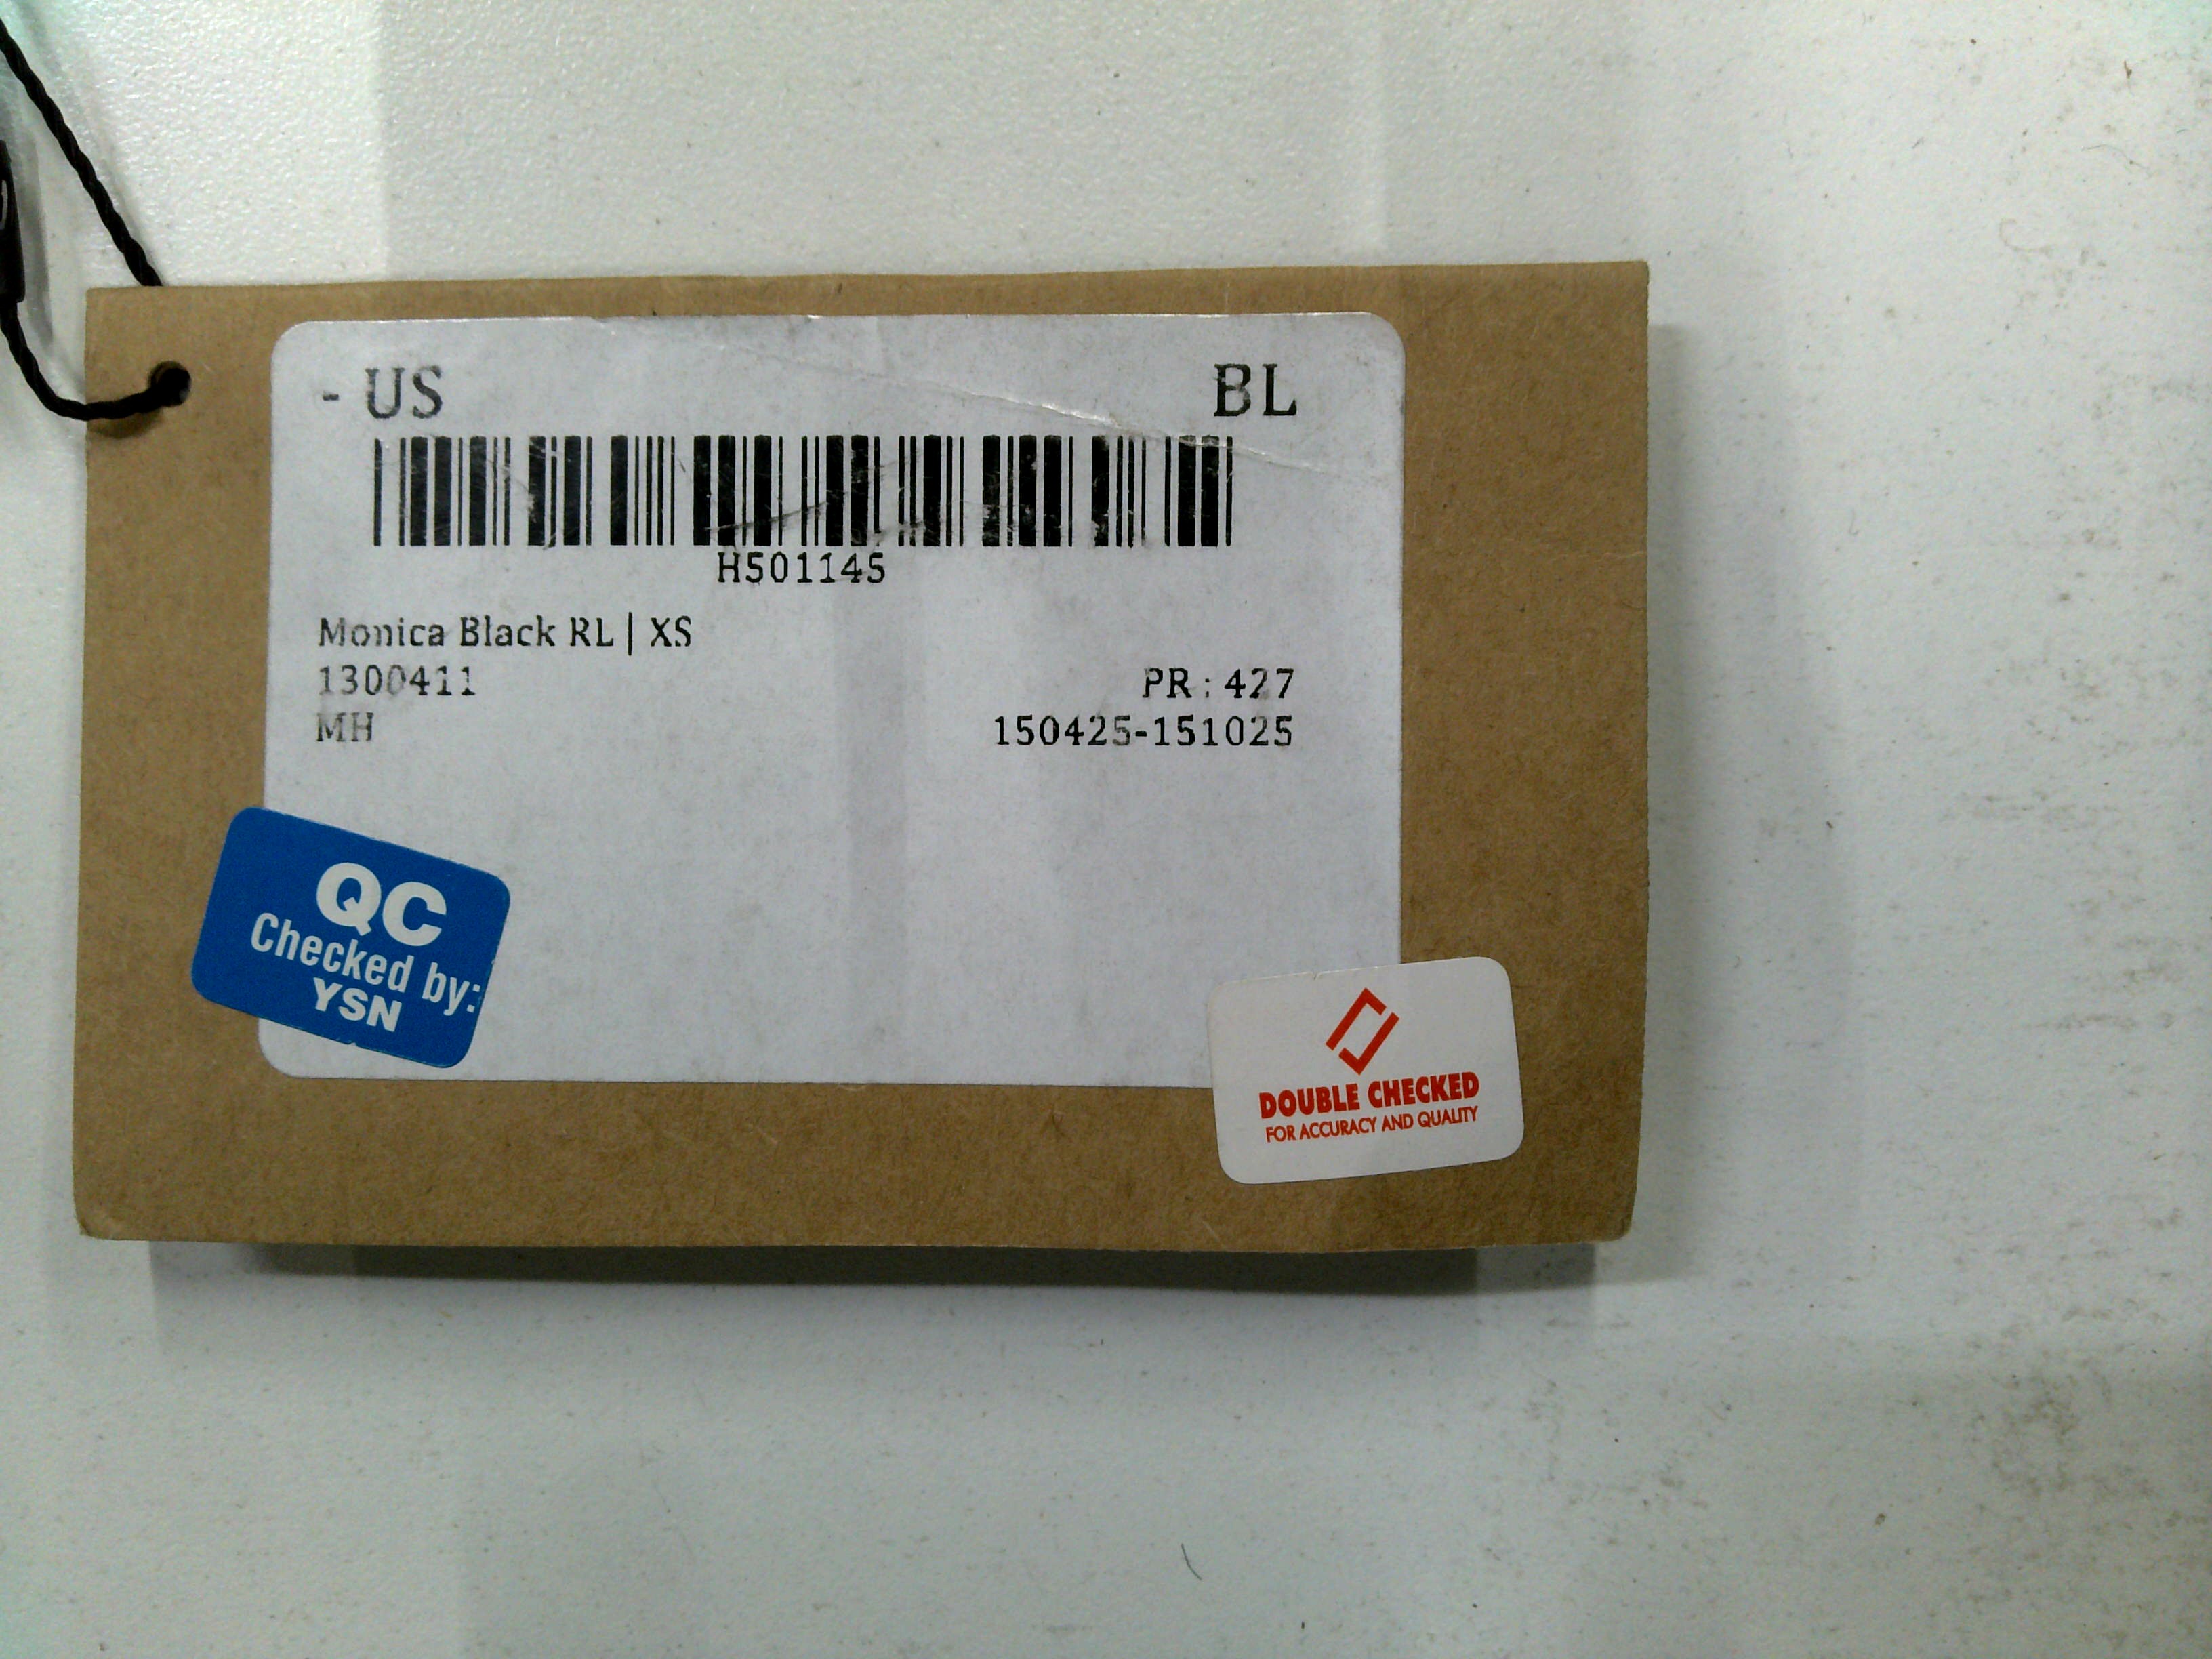 - US BL
H501145
Monica Black RL | XS
1300411 PR : 427
MH 150425-151025
QC
Checked by:
YSN
DOUBLE CHECKED
FOR ACCURACY AND QUALITY